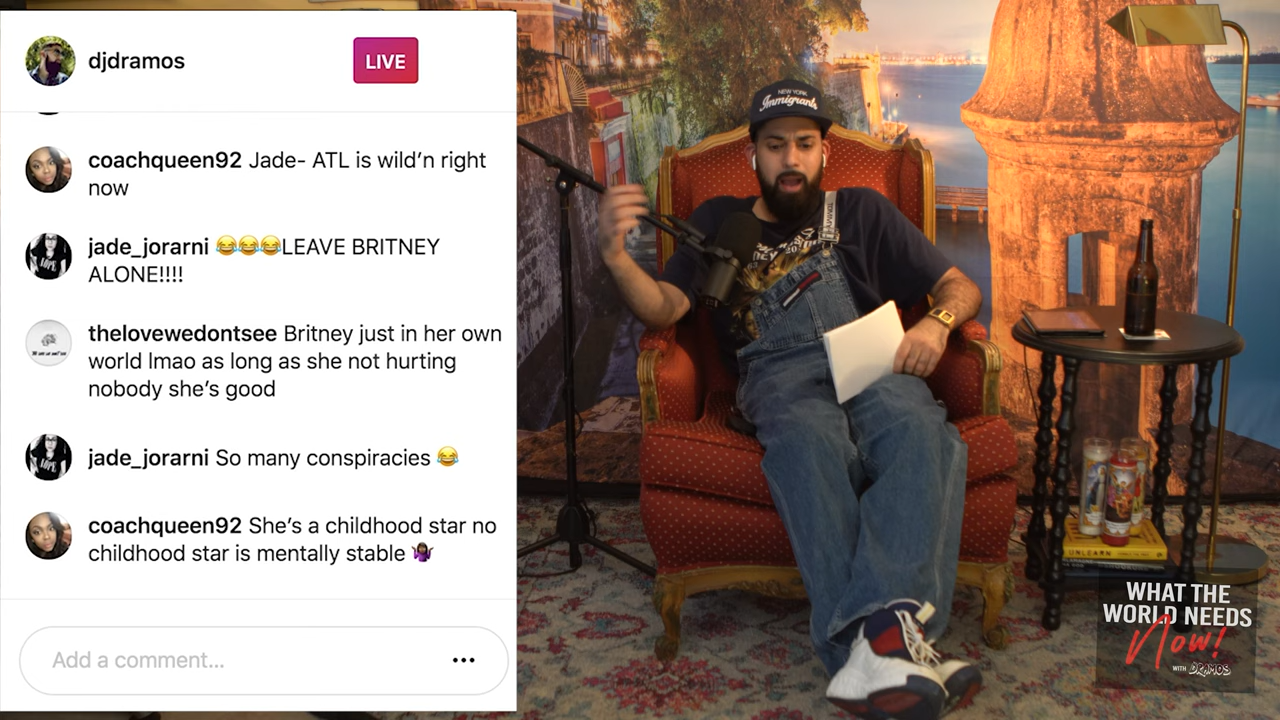 djdramos
LIVE
coachqueen92 Jade- ATL is wild'n right
now
jade_jorarni 😂😂😂LEAVE BRITNEY
ALONE!!!!
thelovewedontsee Britney just in her own
world lmao as long as she not hurting
nobody she's good
jade_jorarni So many conspiracies 😂
coachqueen92 She's a childhood star no
childhood star is mentally stable 🤷🏾‍♀️
Add a comment...
NEW YORK
Immigrants
UNLEARN
WHAT THE
WORLD NEEDS
Now!
WITH DRAMOS